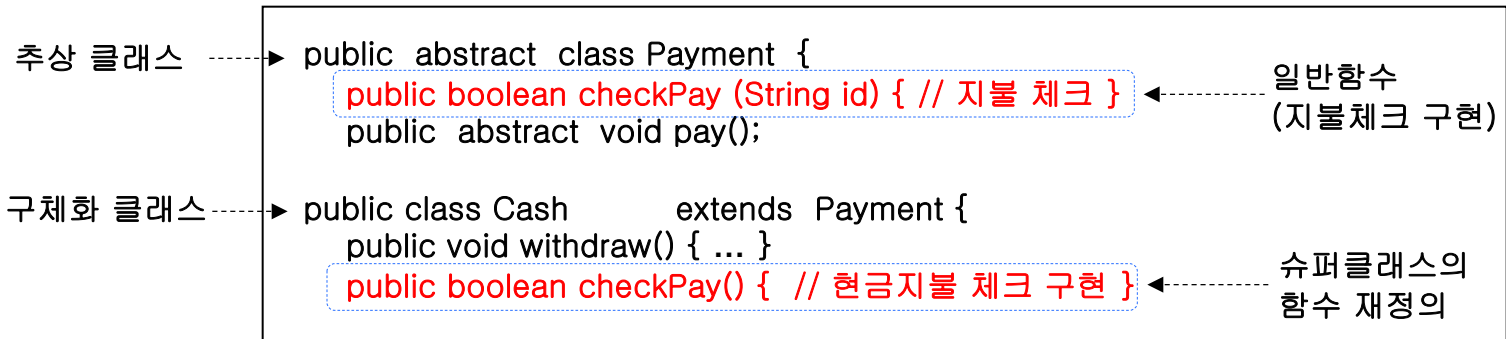 추상 클래스
public abstract class Payment {
public boolean checkPay (String id) { // 지불 체크 }
public abstract void pay();
일반함수
(지불체크 구현)
구체화 클래스
public class Cash extends Payment {
public void withdraw() { ... }
public boolean checkPay() { // 현금지불 체크 구현 }
슈퍼클래스의
함수 재정의